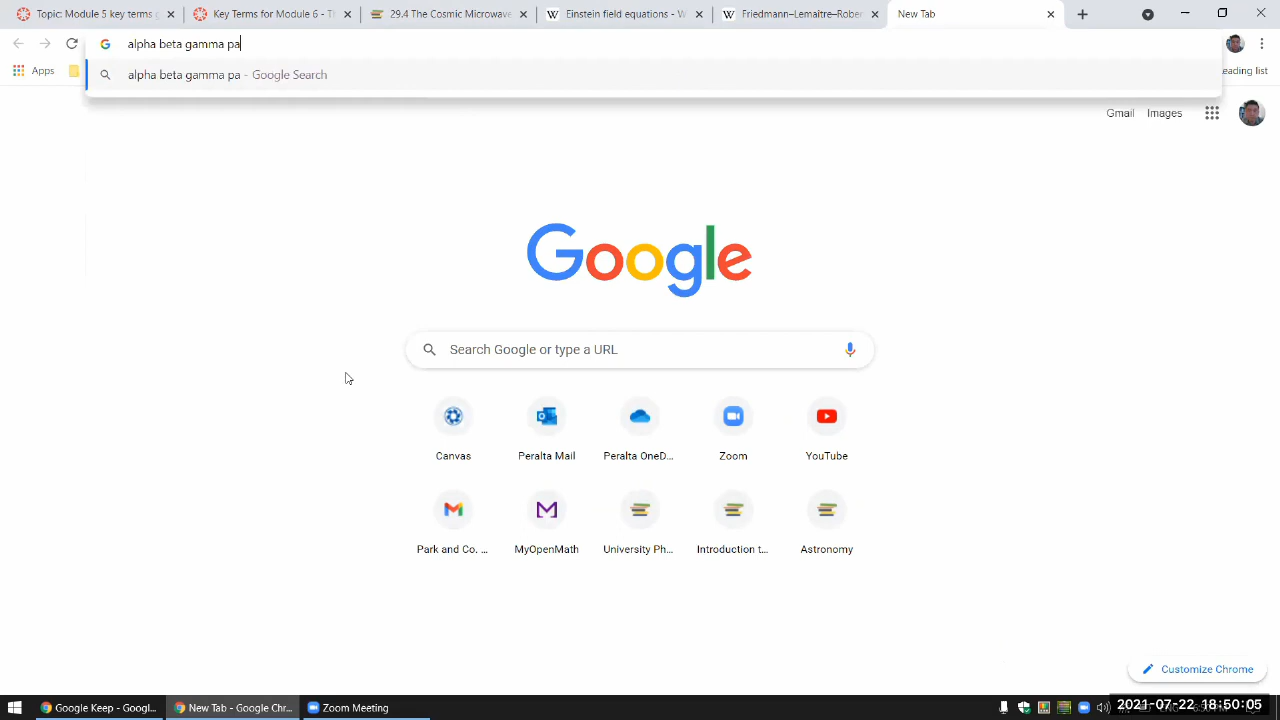 Topic: Module 5 key terms g
Key Terms for Module 6 - Th
29.4 The Cosmic Microwave
Einstein field equations - W
Friedmann–Lemaître–Rober
New Tab
alpha beta gamma pa
Apps
alpha beta gamma pa - Google Search
eading list
Gmail
Images
Google
Search Google or type a URL
Canvas
Peralta Mail
Peralta OneD...
Zoom
YouTube
Park and Co. ...
MyOpenMath
University Ph...
Introduction t...
Astronomy
Customize Chrome
Google Keep - Googl...
New Tab - Google Chr...
Zoom Meeting
2021-07-22 18:50:05